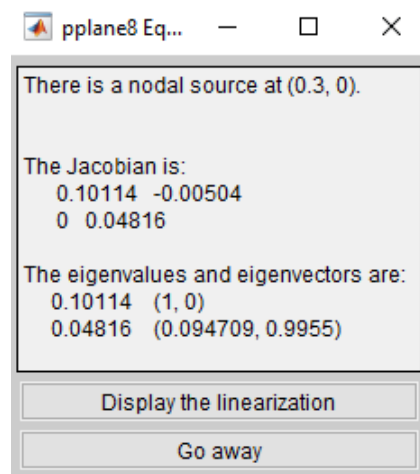 pplane8 Eq...
There is a nodal source at (0.3, 0).
The Jacobian is:
0.10114 -0.00504
0 0.04816
The eigenvalues and eigenvectors are:
0.10114 (1, 0)
0.04816 (0.094709, 0.9955)
Display the linearization
Go away